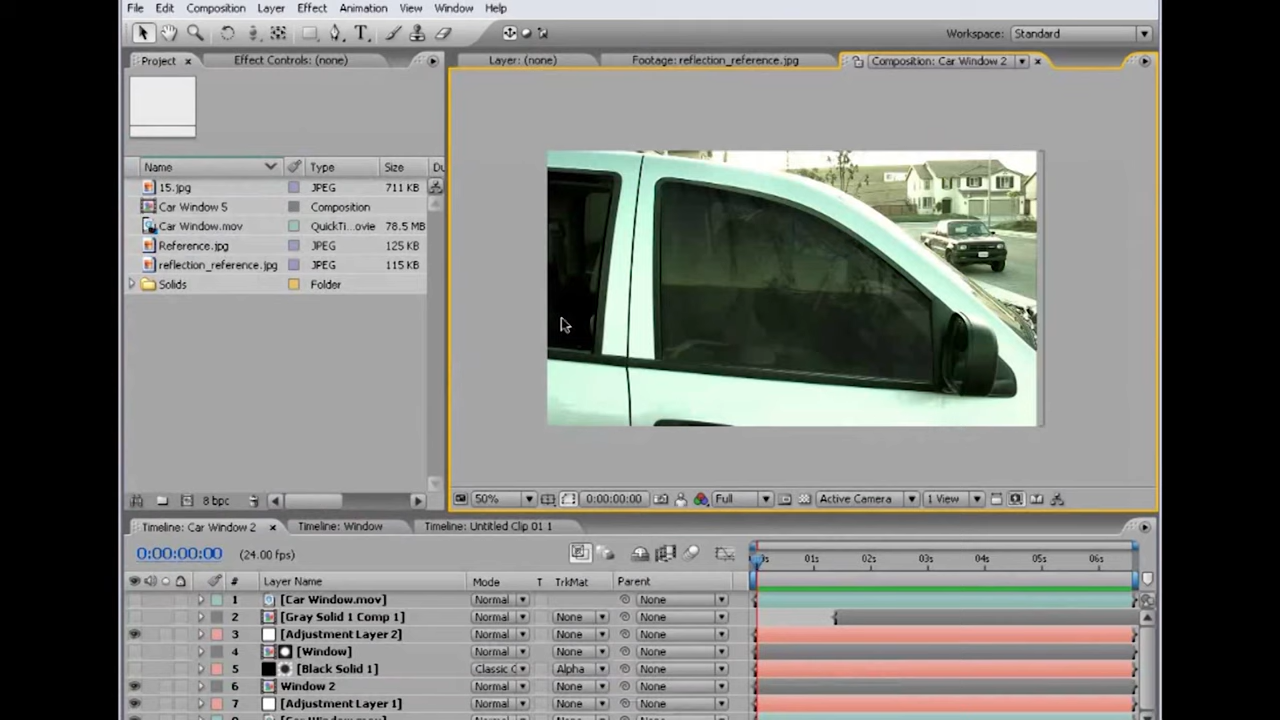 File Edit Composition Layer Effect Animation View Window Help
T Workspace: Standard
Project × Effect Controls: (none) Layer: (none) Footage: reflection_reference.jpg Composition: Car Window 2 ×
Name Type Size Du
15.jpg JPEG 711 KB
Car Window 5 Composition
Car Window.mov QuickTi...ovie 78.5 MB
Reference.jpg JPEG 125 KB
reflection_reference.jpg JPEG 115 KB
Solids Folder
8 bpc 50% 0:00:00:00 Full Active Camera 1 View
Timeline: Car Window 2 × Timeline: Window Timeline: Untitled Clip 01 1
0:00:00:00 (24.00 fps)
01s 02s 03s 04s 05s 06s
# Layer Name Mode T TrkMat Parent
1 [Car Window.mov] Normal None
2 [Gray Solid 1 Comp 1] Normal None None
3 [Adjustment Layer 2] Normal None None
4 [Window] Normal None None
5 [Black Solid 1] Classic C Alpha None
6 Window 2 Normal None None
7 [Adjustment Layer 1] Normal None None